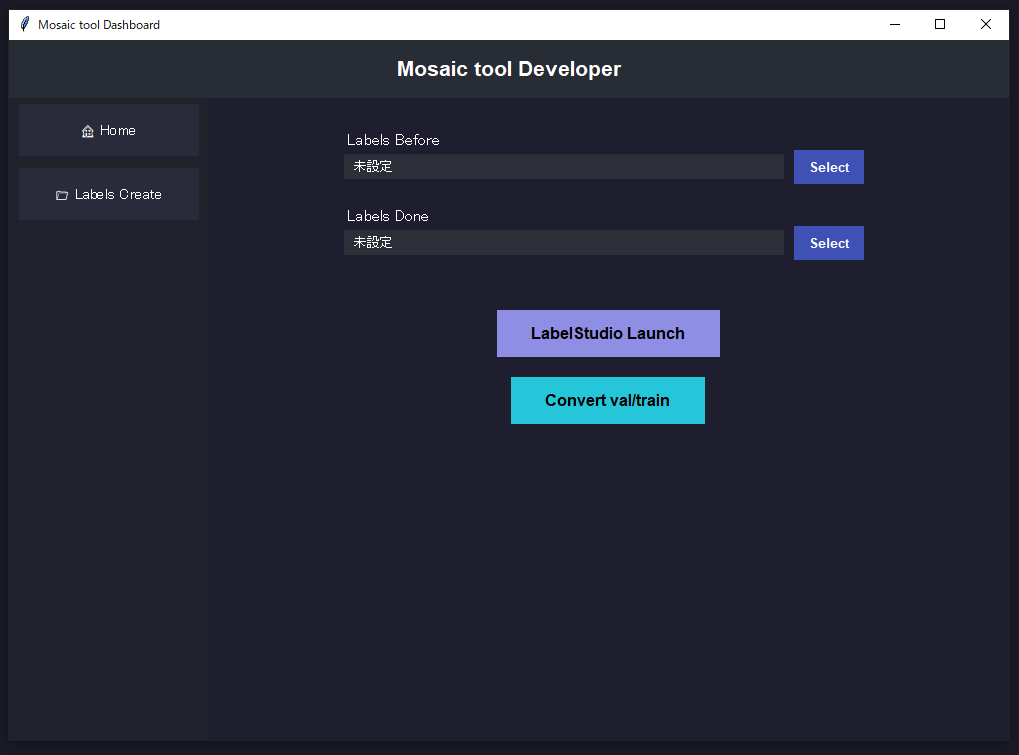 Mosaic tool Dashboard
Mosaic tool Developer
Home
Labels Create
Labels Before
未設定
Select
Labels Done
未設定
Select
LabelStudio Launch
Convert val/train